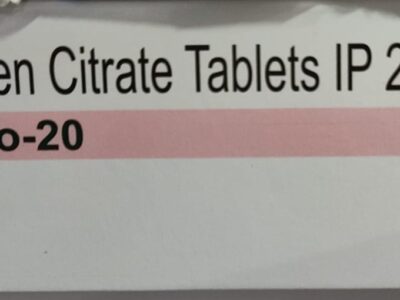 en Citrate Tablets IP 2
o-20